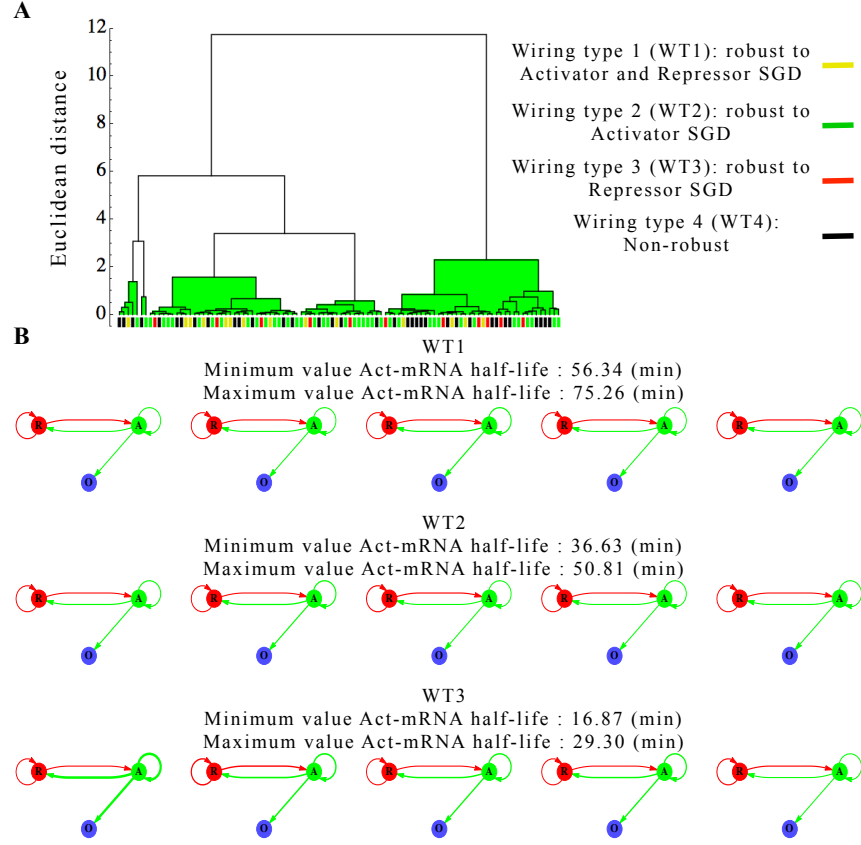 A
Euclidean distance
12
10
8
6
4
2
0
Wiring type 1 (WT1): robust to
Activator and Repressor SGD
Wiring type 2 (WT2): robust to
Activator SGD
Wiring type 3 (WT3): robust to
Repressor SGD
Wiring type 4 (WT4):
Non-robust
B
WT1
Minimum value Act-mRNA half-life : 56.34 (min)
Maximum value Act-mRNA half-life : 75.26 (min)
R A R A R A R A R A
O O O O O
WT2
Minimum value Act-mRNA half-life : 36.63 (min)
Maximum value Act-mRNA half-life : 50.81 (min)
R A R A R A R A R A
O O O O O
WT3
Minimum value Act-mRNA half-life : 16.87 (min)
Maximum value Act-mRNA half-life : 29.30 (min)
R A R A R A R A R A
O O O O O